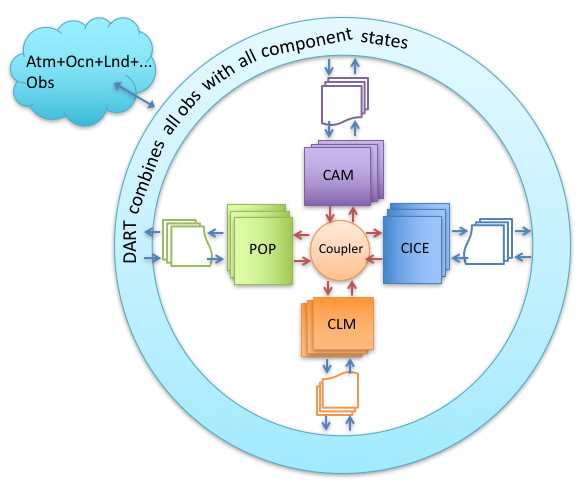 Atm+Ocn+Lnd+...
Obs
DART combines all obs with all component states
CAM
POP
Coupler
CICE
CLM